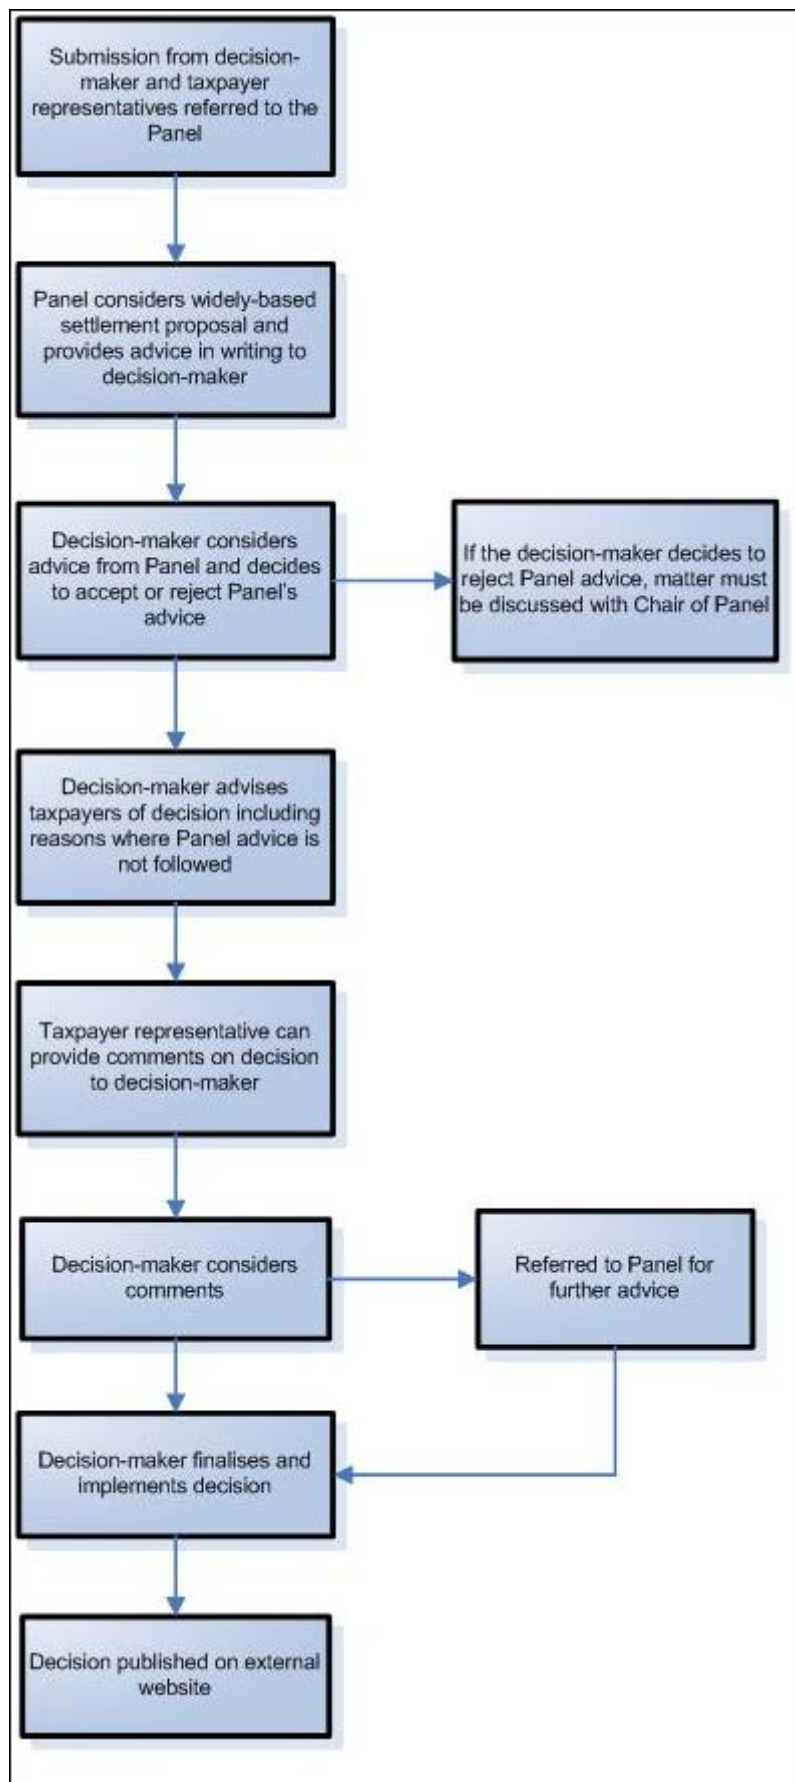 Submission from decision-
maker and taxpayer
representatives referred to the
Panel
Panel considers widely-based
settlement proposal and
provides advice in writing to
decision-maker
Decision-maker considers
advice from Panel and decides
to accept or reject Panel's
advice
If the decision-maker decides to
reject Panel advice, matter must
be discussed with Chair of Panel
Decision-maker advises
taxpayers of decision including
reasons where Panel advice is
not followed
Taxpayer representative can
provide comments on decision
to decision-maker
Decision-maker considers
comments
Referred to Panel for
further advice
Decision-maker finalises and
implements decision
Decision published on external
website